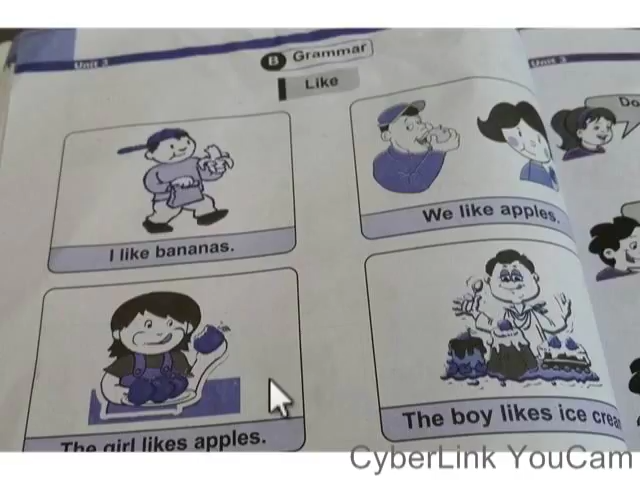 Unit 3
B Grammar
Like
I like bananas.
We like apples.
The girl likes apples.
The boy likes ice
Unit 3
Do
CyberLink YouCam